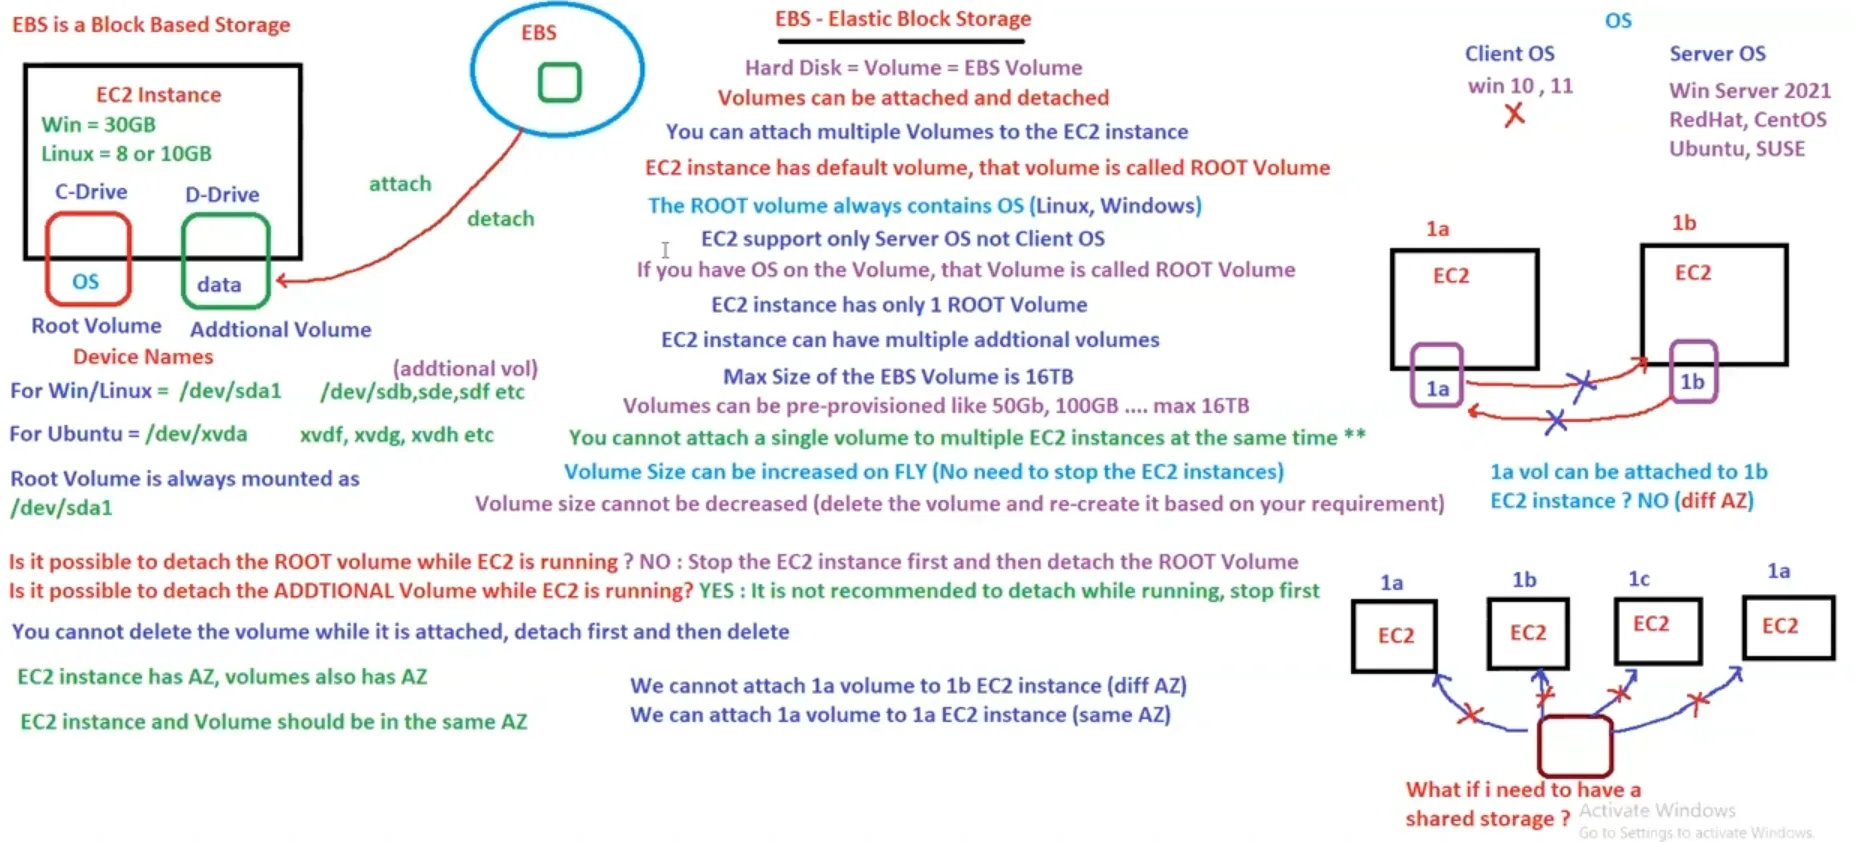 EBS is a Block Based Storage
EC2 Instance
Win = 30GB
Linux = 8 or 10GB
C-Drive
D-Drive
OS
data
Root Volume
Addtional Volume
EBS
attach
detach
Device Names
(addtional vol)
For Win/Linux = /dev/sda1
/dev/sdb,sde,sdf etc
For Ubuntu = /dev/xvda
xvdf, xvdg, xvdh etc
Root Volume is always mounted as
/dev/sda1
EBS - Elastic Block Storage
Hard Disk = Volume = EBS Volume
Volumes can be attached and detached
You can attach multiple Volumes to the EC2 instance
EC2 instance has default volume, that volume is called ROOT Volume
The ROOT volume always contains OS (Linux, Windows)
EC2 support only Server OS not Client OS
If you have OS on the Volume, that Volume is called ROOT Volume
EC2 instance has only 1 ROOT Volume
EC2 instance can have multiple addtional volumes
Max Size of the EBS Volume is 16TB
Volumes can be pre-provisioned like 50Gb, 100GB .... max 16TB
You cannot attach a single volume to multiple EC2 instances at the same time **
Volume Size can be increased on FLY (No need to stop the EC2 instances)
Volume size cannot be decreased (delete the volume and re-create it based on your requirement)
OS
Client OS
win 10 , 11
Server OS
Win Server 2021
RedHat, CentOS
Ubuntu, SUSE
1a
1b
EC2
EC2
1a
1b
1a vol can be attached to 1b
EC2 instance ? NO (diff AZ)
Is it possible to detach the ROOT volume while EC2 is running ? NO : Stop the EC2 instance first and then detach the ROOT Volume
Is it possible to detach the ADDTIONAL Volume while EC2 is running? YES : It is not recommended to detach while running, stop first
You cannot delete the volume while it is attached, detach first and then delete
EC2 instance has AZ, volumes also has AZ
EC2 instance and Volume should be in the same AZ
We cannot attach 1a volume to 1b EC2 instance (diff AZ)
We can attach 1a volume to 1a EC2 instance (same AZ)
1a
1b
1c
1a
EC2
EC2
EC2
EC2
What if i need to have a
shared storage ?
Activate Windows
Go to Settings to activate Windows.